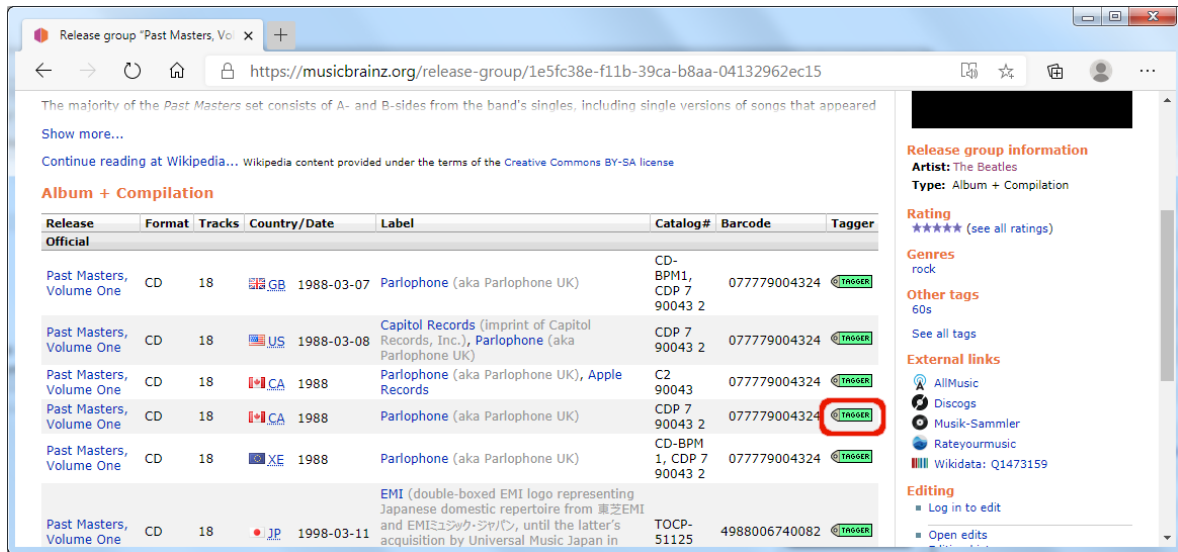 Release group "Past Masters, Vol
https://musicbrainz.org/release-group/1e5fc38e-f11b-39ca-b8aa-04132962ec15
The majority of the Past Masters set consists of A- and B-sides from the band's singles, including single versions of songs that appeared
Show more...
Continue reading at Wikipedia... Wikipedia content provided under the terms of the Creative Commons BY-SA license
Album + Compilation
Release Format Tracks Country/Date Label Catalog# Barcode Tagger
Official
Past Masters, Volume One CD 18 GB 1988-03-07 Parlophone (aka Parlophone UK) CD-BPM1, CDP 7 90043 2 077779004324 TAGGER
Past Masters, Volume One CD 18 US 1988-03-08 Capitol Records (imprint of Capitol Records, Inc.), Parlophone (aka Parlophone UK) CDP 7 90043 2 077779004324 TAGGER
Past Masters, Volume One CD 18 CA 1988 Parlophone (aka Parlophone UK), Apple Records C2 90043 077779004324 TAGGER
Past Masters, Volume One CD 18 CA 1988 Parlophone (aka Parlophone UK) CDP 7 90043 2 077779004324 TAGGER
Past Masters, Volume One CD 18 XE 1988 Parlophone (aka Parlophone UK) CD-BPM 1, CDP 7 90043 2 077779004324 TAGGER
Past Masters, Volume One CD 18 JP 1998-03-11 EMI (double-boxed EMI logo representing Japanese domestic repertoire from 東芝EMI and EMIミュージック・ジャパン, until the latter's acquisition by Universal Music Japan in TOCP-51125 4988006740082 TAGGER
Release group information
Artist: The Beatles
Type: Album + Compilation
Rating
★★★★★ (see all ratings)
Genres
rock
Other tags
60s
See all tags
External links
AllMusic
Discogs
Musik-Sammler
Rateyourmusic
Wikidata: Q1473159
Editing
Log in to edit
Open edits